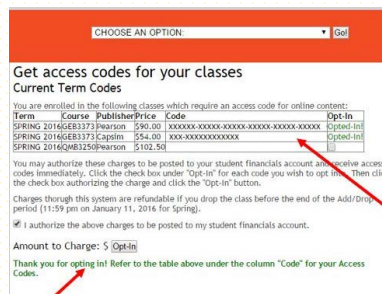 CHOOSE AN OPTION: Go!
Get access codes for your classes
Current Term Codes
You are enrolled in the following classes which require an access code for online content:
Term Course Publisher Price Code Opt-In
SPRING 2016 GEB3373 Pearson $90.00 XXXXXX-XXXXX-XXXXX-XXXXX-XXXXX-XXXXX Opted-In!
SPRING 2016 GEB3373 Capsim $54.00 XXX-XXXXXXXXXXXX Opted-In!
SPRING 2016 QMB3250 Pearson $102.50
You may authorize these charges to be posted to your student financials account and receive access
codes immediately. Click the check box under "Opt-In" for each code you wish to opt Then clic
the check box authorizing the charge and click the "Opt-In" button.
Charges thorugh this system are refundable if you drop the class before the end of the Add/Drop
period (11:59 pm on January 11, 2016 for Spring).
I authorize the above charges to be posted to my student financials account.
Amount to Charge: $ Opt-In
Thank you for opting in! Refer to the table above under the column "Code" for your Access
Codes.